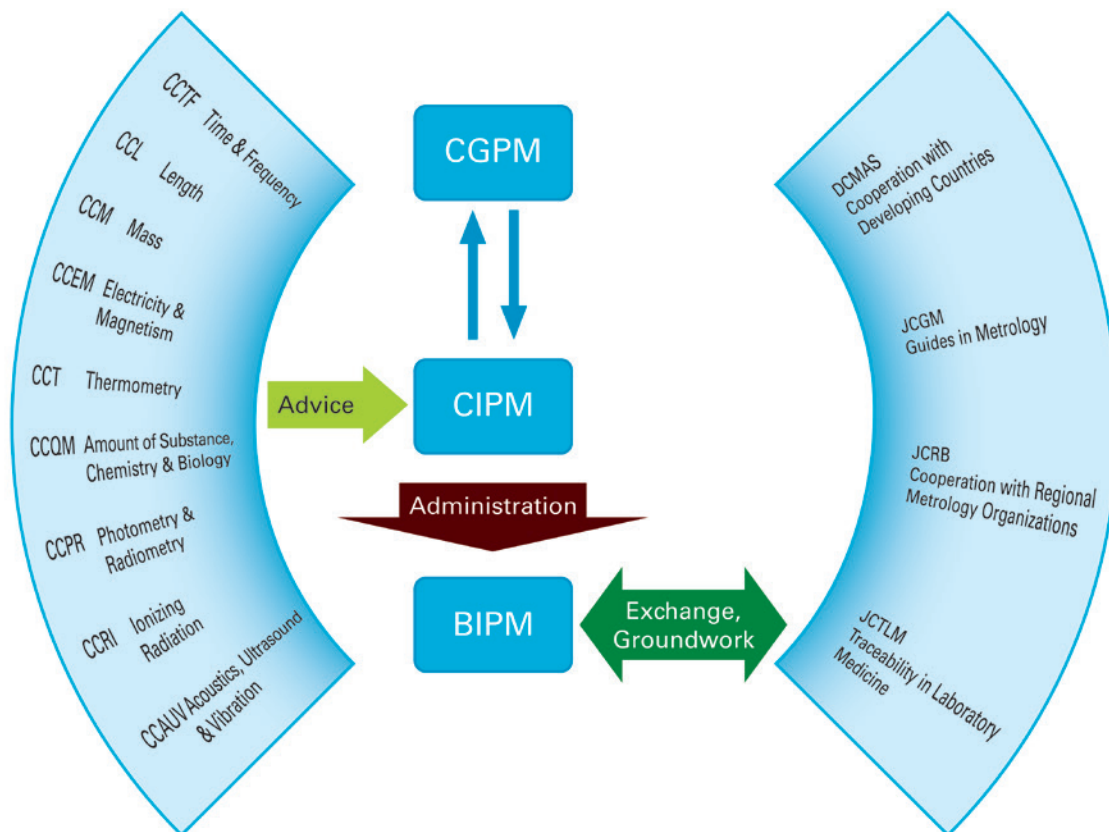 CCTF Time & Frequency
CCL Length
CCM Mass
CCEM Electricity &
Magnetism
CCT Thermometry
CCQM Amount of Substance,
Chemistry & Biology
CCPR Photometry &
Radiometry
CCRI Ionizing
Radiation
CCAUV Acoustics, Ultrasound
& Vibration
CGPM
Advice
CIPM
Administration
BIPM
Exchange,
Groundwork
DCMAS
Cooperation with
Developing Countries
JCGM
Guides in Metrology
JCRB
Cooperation with Regional
Metrology Organizations
JCTLM
Traceability in Laboratory
Medicine